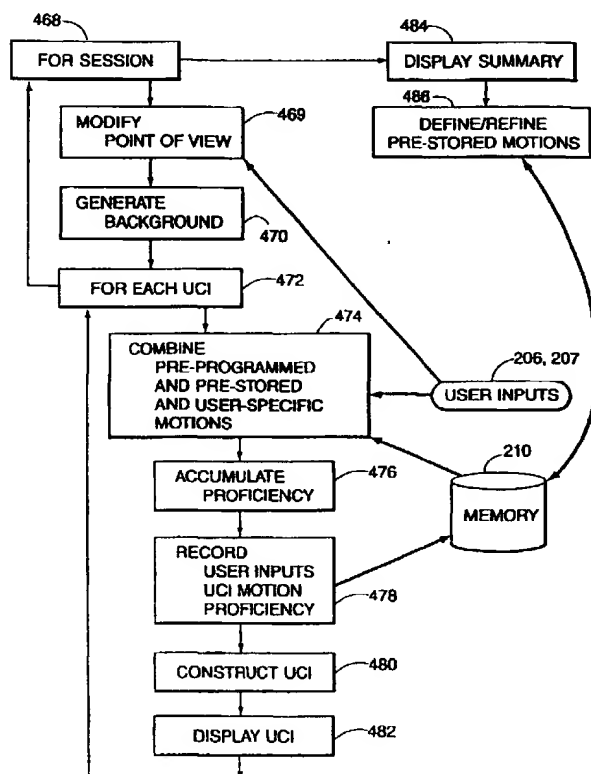 468
FOR SESSION
484
DISPLAY SUMMARY
486
DEFINE/REFINE
PRE-STORED MOTIONS
469
MODIFY
POINT OF VIEW
GENERATE
BACKGROUND
470
FOR EACH UCI
472
474
COMBINE
PRE-PROGRAMMED
AND PRE-STORED
AND USER-SPECIFIC
MOTIONS
206, 207
USER INPUTS
210
MEMORY
476
ACCUMULATE
PROFICIENCY
RECORD
USER INPUTS
UCI MOTION
PROFICIENCY
478
CONSTRUCT UCI
480
DISPLAY UCI
482